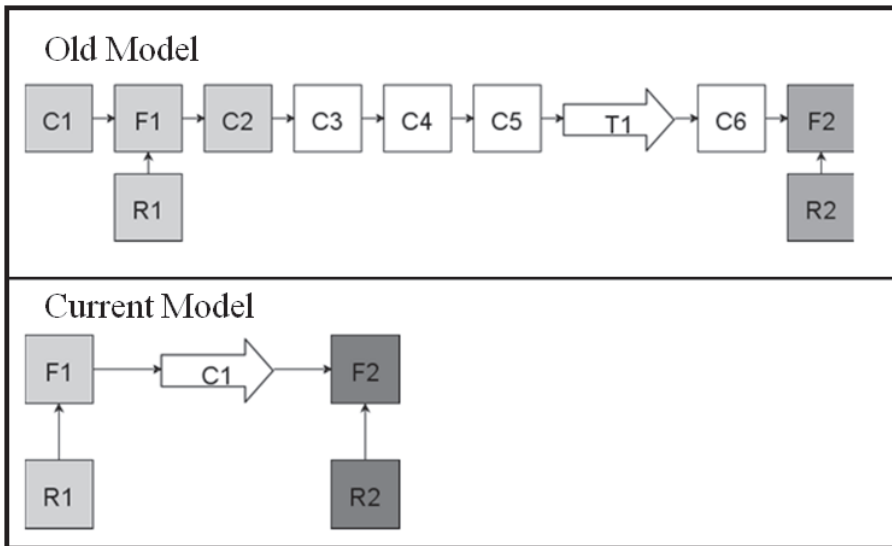 Old Model
C1 F1 C2 C3 C4 C5 T1 C6 F2
R1 R2
Current Model
F1 C1 F2
R1 R2